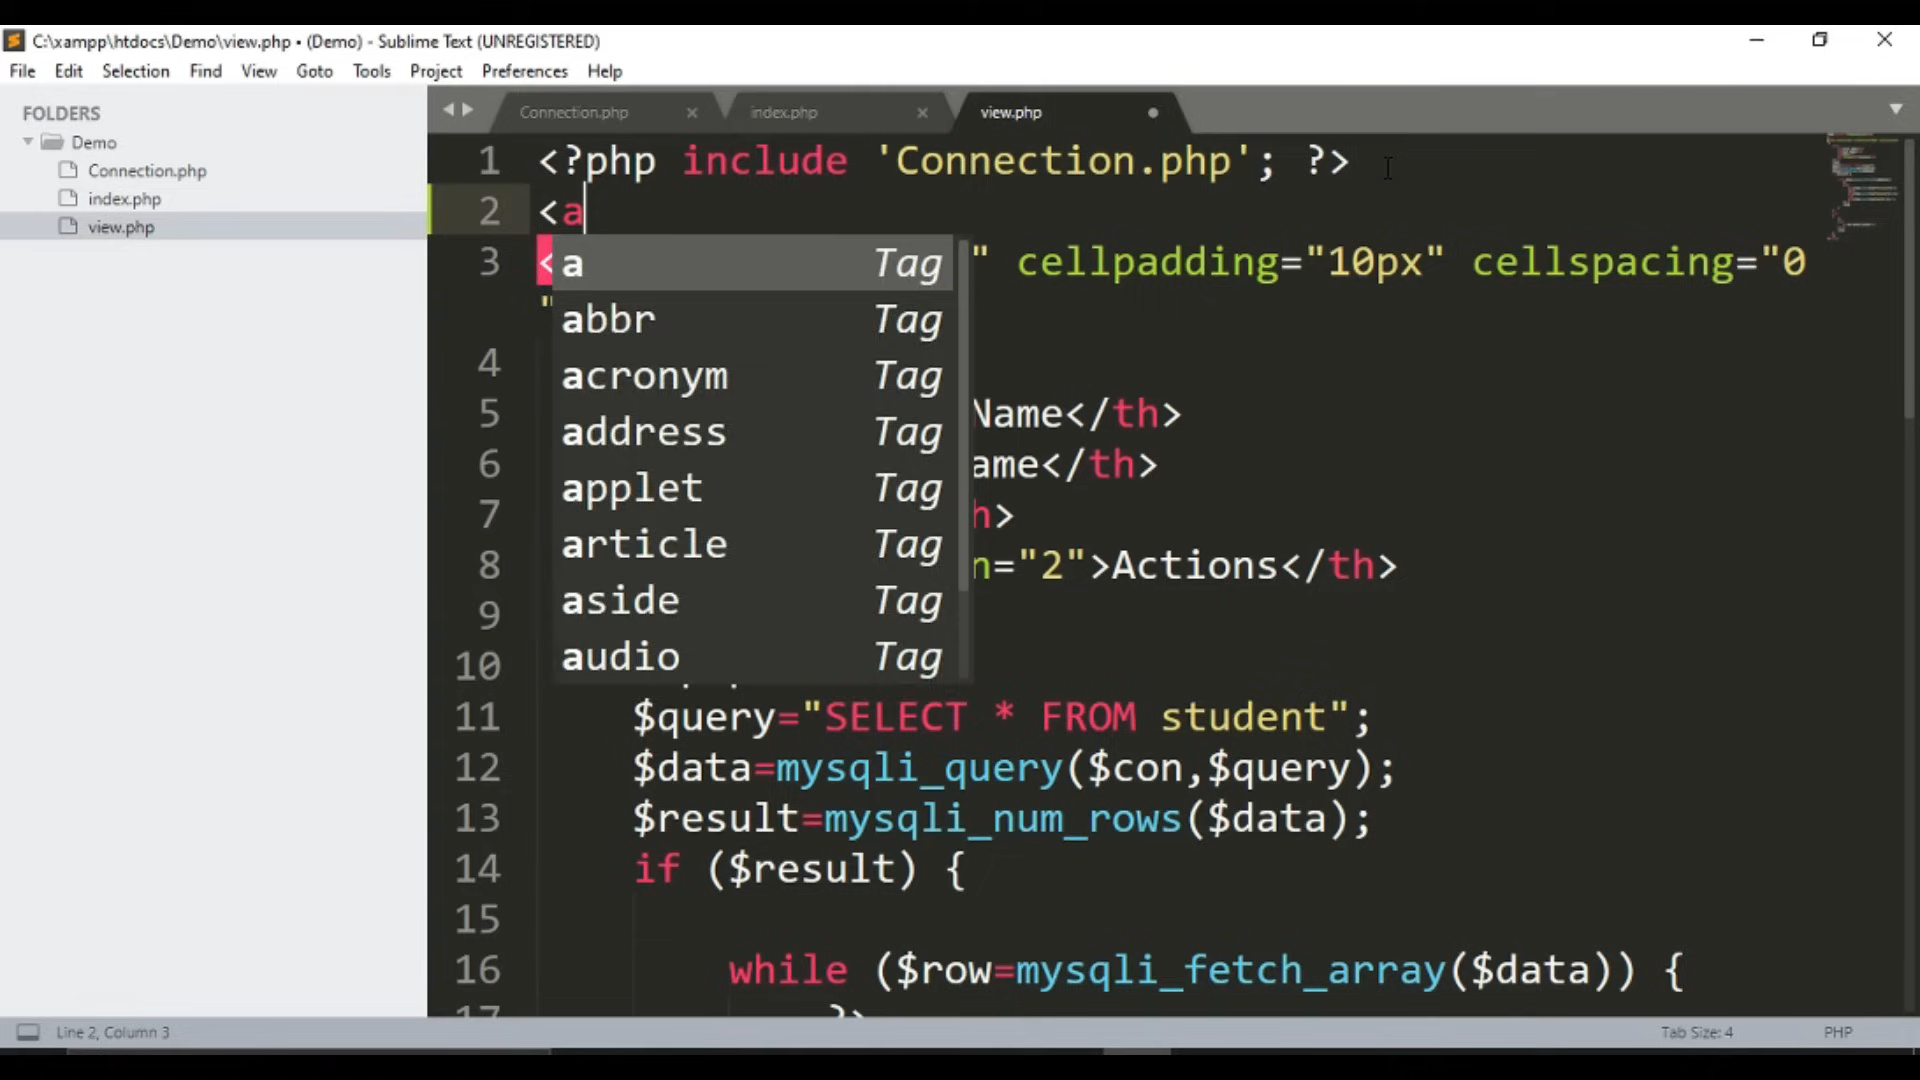 C:\xampp\htdocs\Demo\view.php • (Demo) - Sublime Text (UNREGISTERED)
File Edit Selection Find View Goto Tools Project Preferences Help
FOLDERS
Demo
Connection.php
index.php
view.php
Connection.php index.php view.php
1 <?php include 'Connection.php'; ?>
2 <a
3 < " cellpadding="10px" cellspacing="0
"
a Tag
abbr Tag
acronym Tag
address Tag
applet Tag
article Tag
aside Tag
audio Tag
4
5 Name</th>
6 ame</th>
7 h>
8 n="2">Actions</th>
9
10
11 $query="SELECT * FROM student";
12 $data=mysqli_query($con,$query);
13 $result=mysqli_num_rows($data);
14 if ($result) {
15
16 while ($row=mysqli_fetch_array($data)) {
17 ?>
Line 2, Column 3 Tab Size: 4 PHP